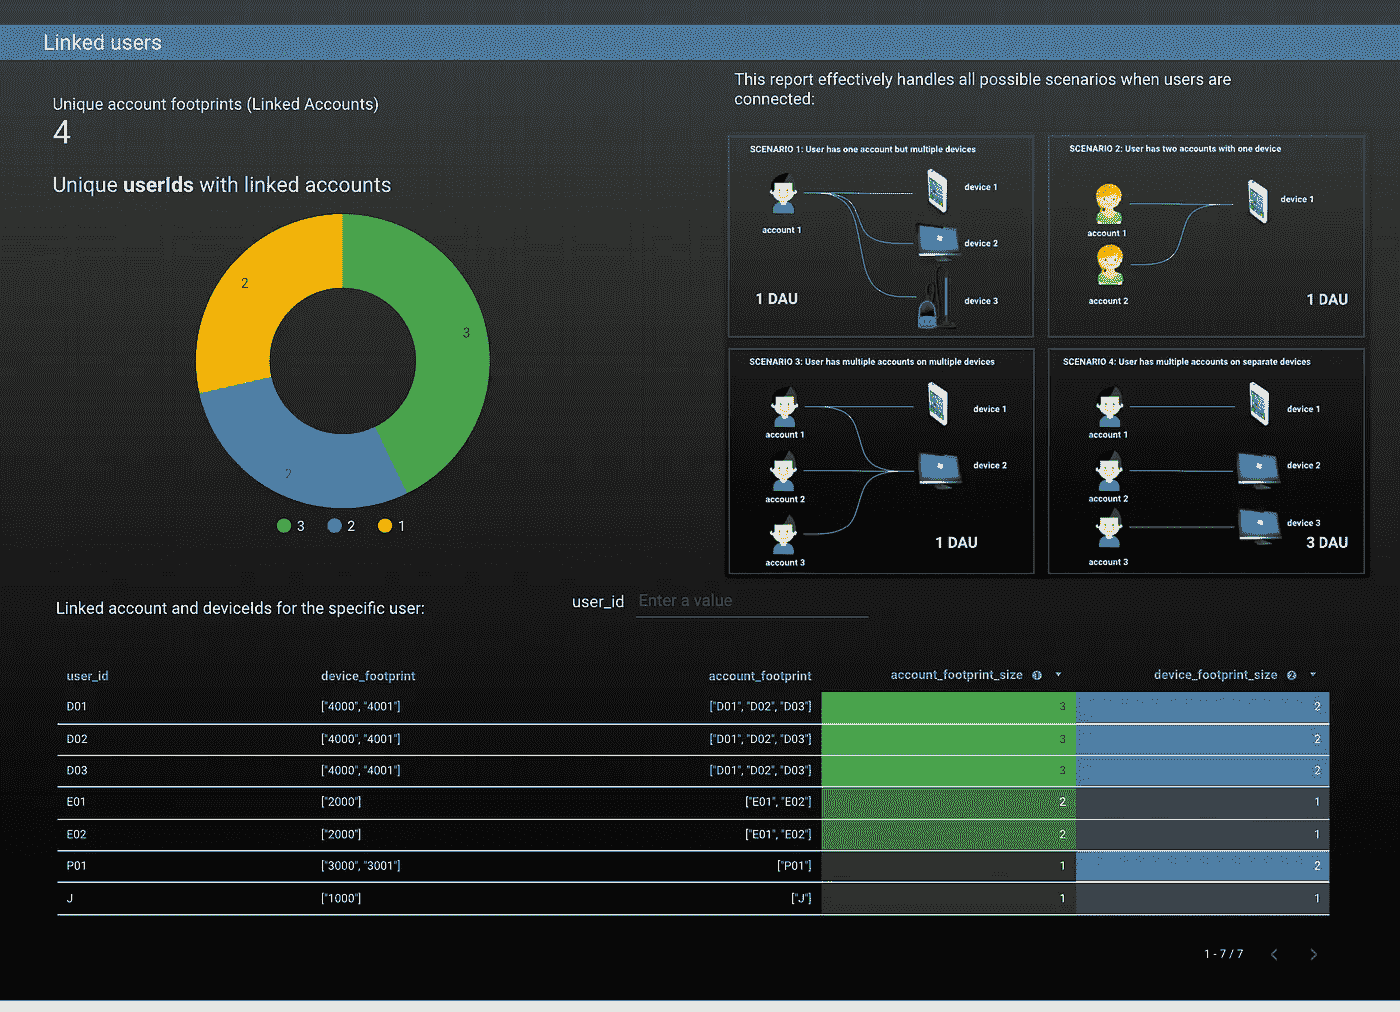 Linked users
Unique account footprints (Linked Accounts)
4
Unique userIds with linked accounts
2
3
2
3 2 1
This report effectively handles all possible scenarios when users are
connected:
SCENARIO 1: User has one account but multiple devices
device 1
account 1
device 2
1 DAU
device 3
SCENARIO 2: User has two accounts with one device
device 1
account 1
account 2
1 DAU
SCENARIO 3: User has multiple accounts on multiple devices
device 1
account 1
device 2
account 2
1 DAU
account 3
SCENARIO 4: User has multiple accounts on separate devices
device 1
account 1
device 2
account 2
device 3
3 DAU
account 3
Linked account and deviceIds for the specific user:
user_id Enter a value
user_id device_footprint account_footprint account_footprint_size 1 device_footprint_size 2
D01 ["4000", "4001"] ["D01", "D02", "D03"] 3 2
D02 ["4000", "4001"] ["D01", "D02", "D03"] 3 2
D03 ["4000", "4001"] ["D01", "D02", "D03"] 3 2
E01 ["2000"] ["E01", "E02"] 2 1
E02 ["2000"] ["E01", "E02"] 2 1
P01 ["3000", "3001"] ["P01"] 1 2
J ["1000"] ["J"] 1 1
1 - 7 / 7